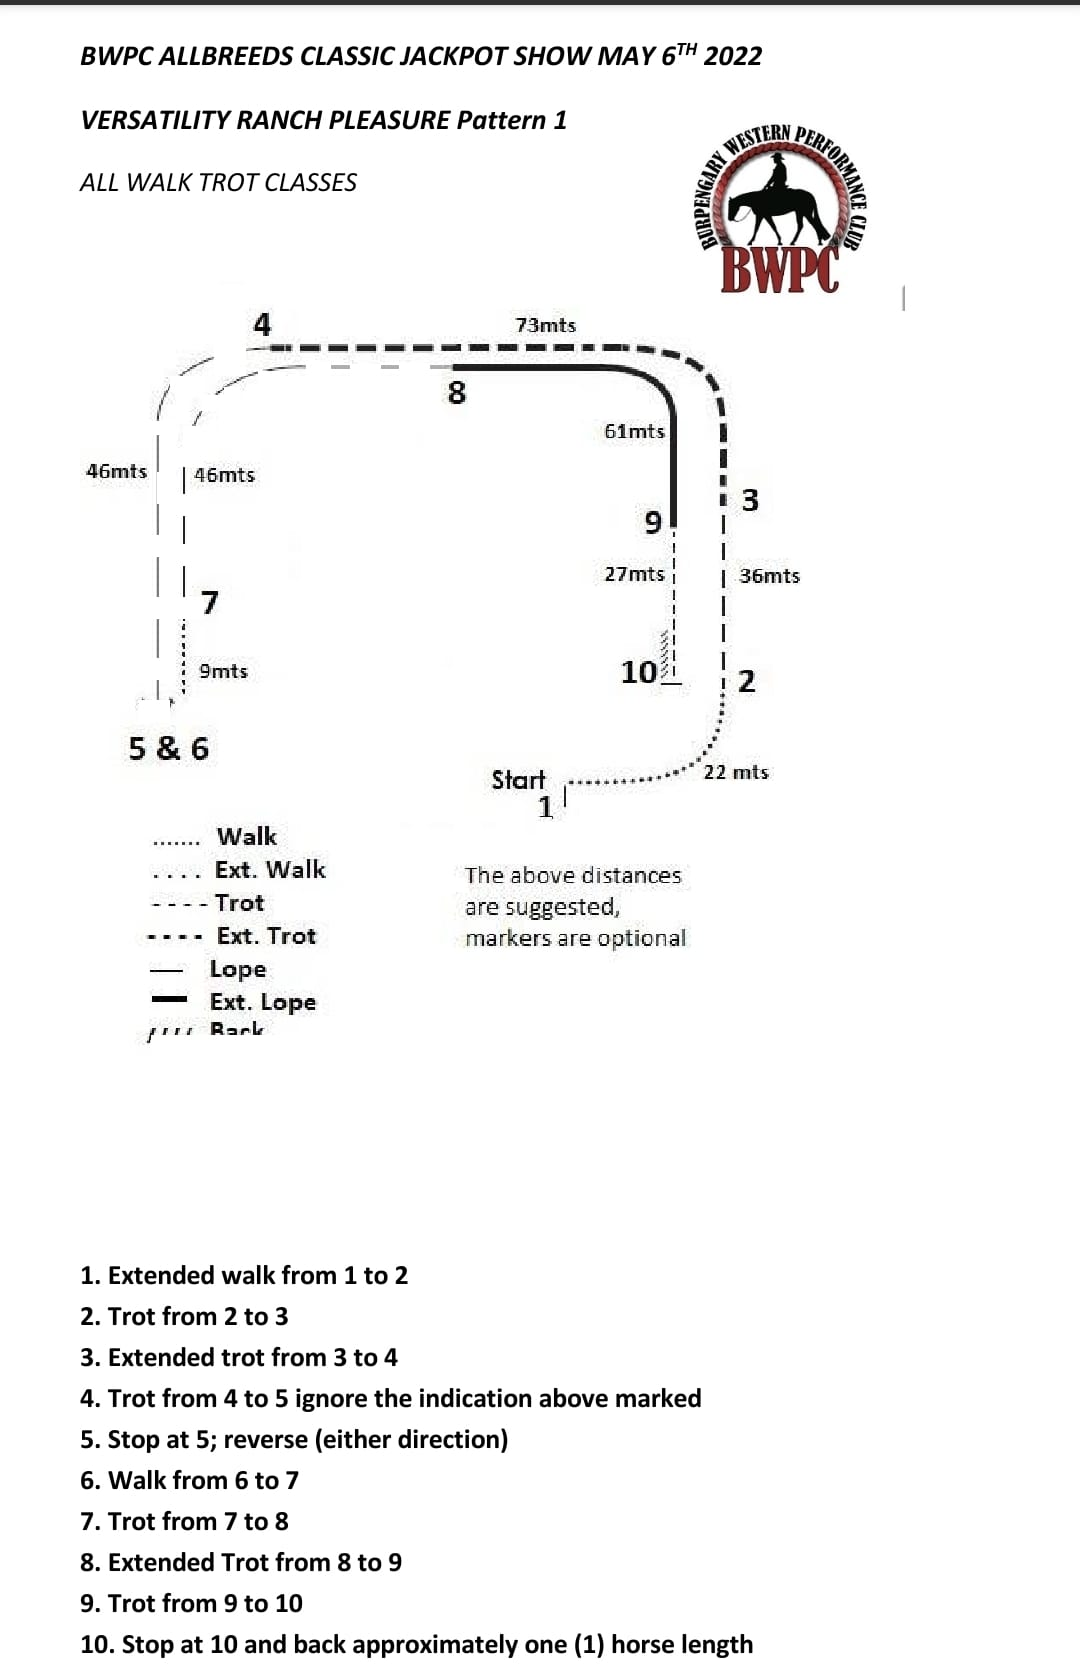 BWPC ALLBREEDS CLASSIC JACKPOT SHOW MAY 6TH 2022
VERSATILITY RANCH PLEASURE Pattern 1
ALL WALK TROT CLASSES
BURPENGARY WESTERN PERFORMANCE CLUB
BWPC
4
73mts
8
61mts
46mts
46mts
3
9
27mts
36mts
7
9mts
10
2
5 & 6
Start
1
22 mts
Walk
Ext. Walk
Trot
Ext. Trot
Lope
Ext. Lope
Back
The above distances
are suggested,
markers are optional
1. Extended walk from 1 to 2
2. Trot from 2 to 3
3. Extended trot from 3 to 4
4. Trot from 4 to 5 ignore the indication above marked
5. Stop at 5; reverse (either direction)
6. Walk from 6 to 7
7. Trot from 7 to 8
8. Extended Trot from 8 to 9
9. Trot from 9 to 10
10. Stop at 10 and back approximately one (1) horse length